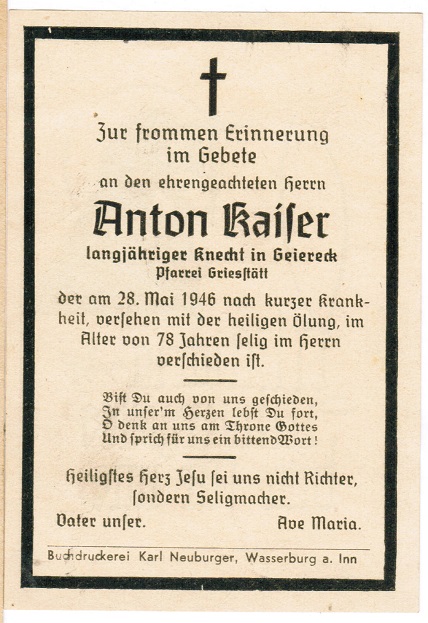 Zur frommen Erinnerung
im Gebete
an den ehrengeachteten Herrn
Anton Kaiser
langjähriger Knecht in Geiereck
Pfarrei Griesstätt
der am 28. Mai 1946 nach kurzer Krank-
heit, versehen mit der heiligen Ölung, im
Alter von 78 Jahren selig im Herrn
verschieden ist.
Bist Du auch von uns geschieden,
In unser'm Herzen lebst Du fort,
O denk an uns am Throne Gottes
Und sprich für uns ein bittend Wort!
Heiligstes Herz Jesu sei uns nicht Richter,
sondern Seligmacher.
Vater unser. Ave Maria.
Buchdruckerei Karl Neuburger, Wasserburg a. Inn